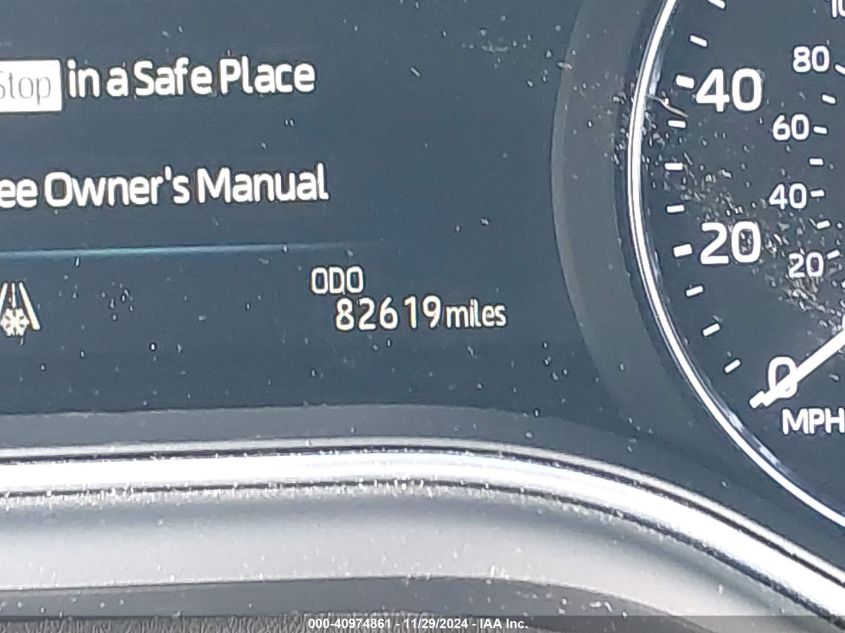 Stop in a Safe Place
ee Owner's Manual
ODO
82619 miles
40
20
0
MPH
80
60
40
20
000-40974861 - 11/29/2024 - IAA Inc.